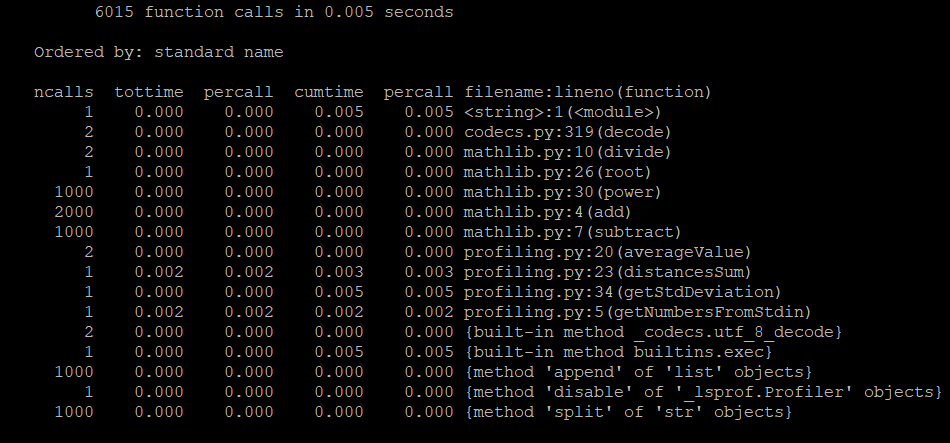 6015 function calls in 0.005 seconds
Ordered by: standard name
ncalls tottime percall cumtime percall filename:lineno(function)
1 0.000 0.000 0.005 0.005 <string>:1(<module>)
2 0.000 0.000 0.000 0.000 codecs.py:319(decode)
2 0.000 0.000 0.000 0.000 mathlib.py:10(divide)
1 0.000 0.000 0.000 0.000 mathlib.py:26(root)
1000 0.000 0.000 0.000 0.000 mathlib.py:30(power)
2000 0.000 0.000 0.000 0.000 mathlib.py:4(add)
1000 0.000 0.000 0.000 0.000 mathlib.py:7(subtract)
2 0.000 0.000 0.000 0.000 profiling.py:20(averageValue)
1 0.002 0.002 0.003 0.003 profiling.py:23(distancesSum)
1 0.000 0.000 0.005 0.005 profiling.py:34(getStdDeviation)
1 0.002 0.002 0.002 0.002 profiling.py:5(getNumbersFromStdin)
2 0.000 0.000 0.000 0.000 {built-in method _codecs.utf_8_decode}
1 0.000 0.000 0.005 0.005 {built-in method builtins.exec}
1000 0.000 0.000 0.000 0.000 {method 'append' of 'list' objects}
1 0.000 0.000 0.000 0.000 {method 'disable' of '_lsprof.Profiler' objects}
1000 0.000 0.000 0.000 0.000 {method 'split' of 'str' objects}